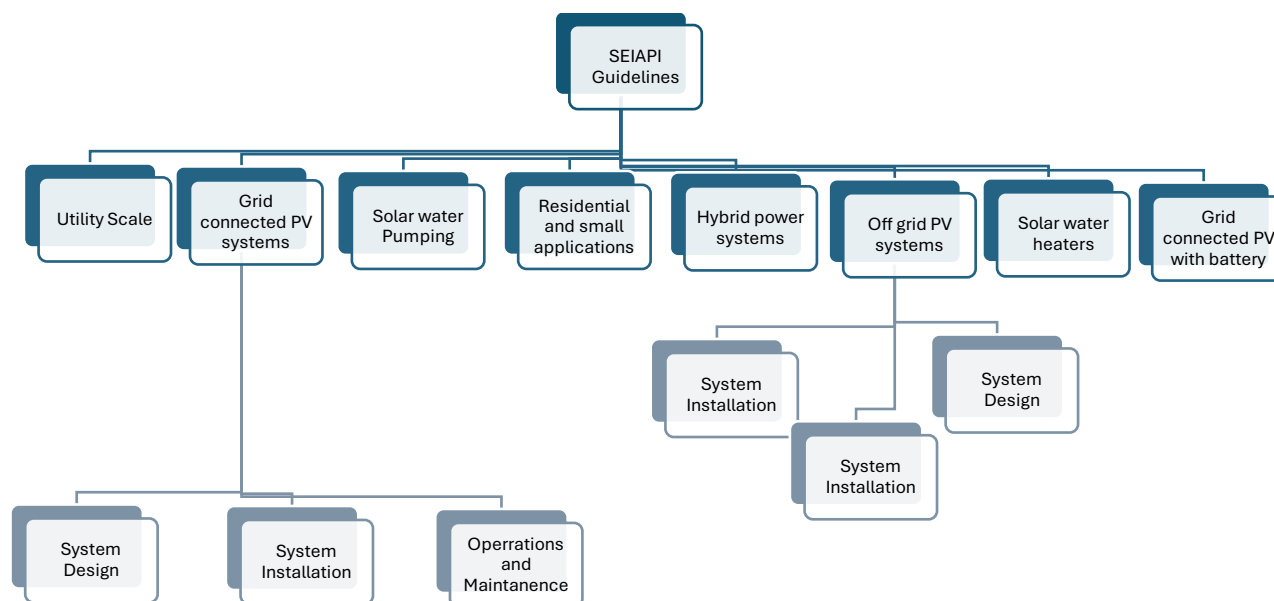 SEIAPI
Guidelines
Utility Scale
Grid
connected PV
systems
Solar water
Pumping
Residential
and small
applications
Hybrid power
systems
Off grid PV
systems
Solar water
heaters
Grid
connected PV
with battery
System
Installation
System
Installation
System
Design
System
Design
System
Installation
Operrations
and
Maintanence